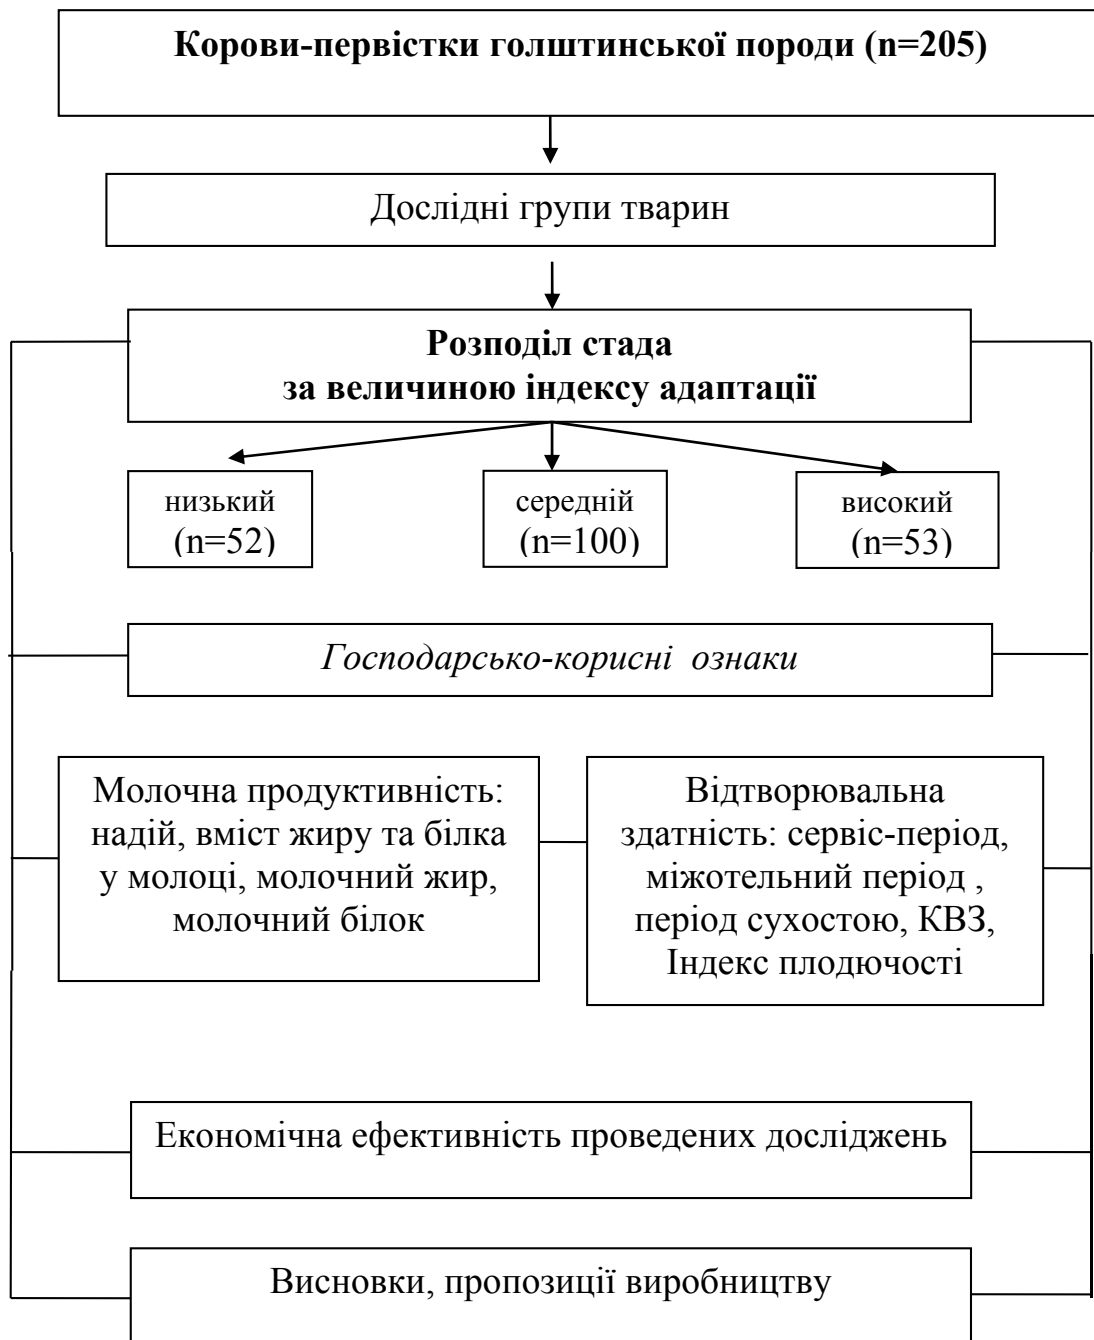 Корови-первістки голштинської породи (n=205)
Дослідні групи тварин
Розподіл стада
за величиною індексу адаптації
низький
(n=52)
середній
(n=100)
високий
(n=53)
Господарсько-корисні ознаки
Молочна продуктивність:
надій, вміст жиру та білка
у молоці, молочний жир,
молочний білок
Відтворювальна
здатність: сервіс-період,
міжотельний період ,
період сухостою, КВЗ,
Індекс плодючості
Економічна ефективність проведених досліджень
Висновки, пропозиції виробництву